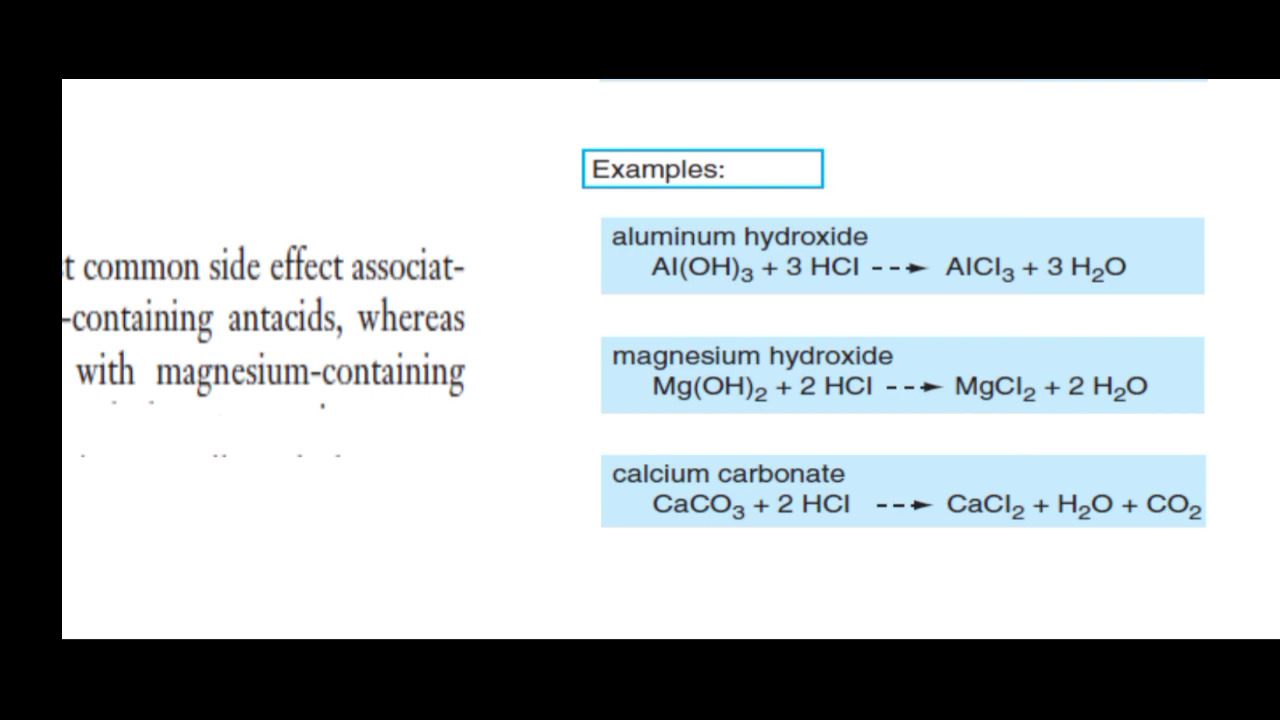 t common side effect associat-
-containing antacids, whereas
with magnesium-containing
Examples:
aluminum hydroxide
Al(OH)₃ + 3 HCl ---► AlCl₃ + 3 H₂O
magnesium hydroxide
Mg(OH)₂ + 2 HCl ---► MgCl₂ + 2 H₂O
calcium carbonate
CaCO₃ + 2 HCl ---► CaCl₂ + H₂O + CO₂